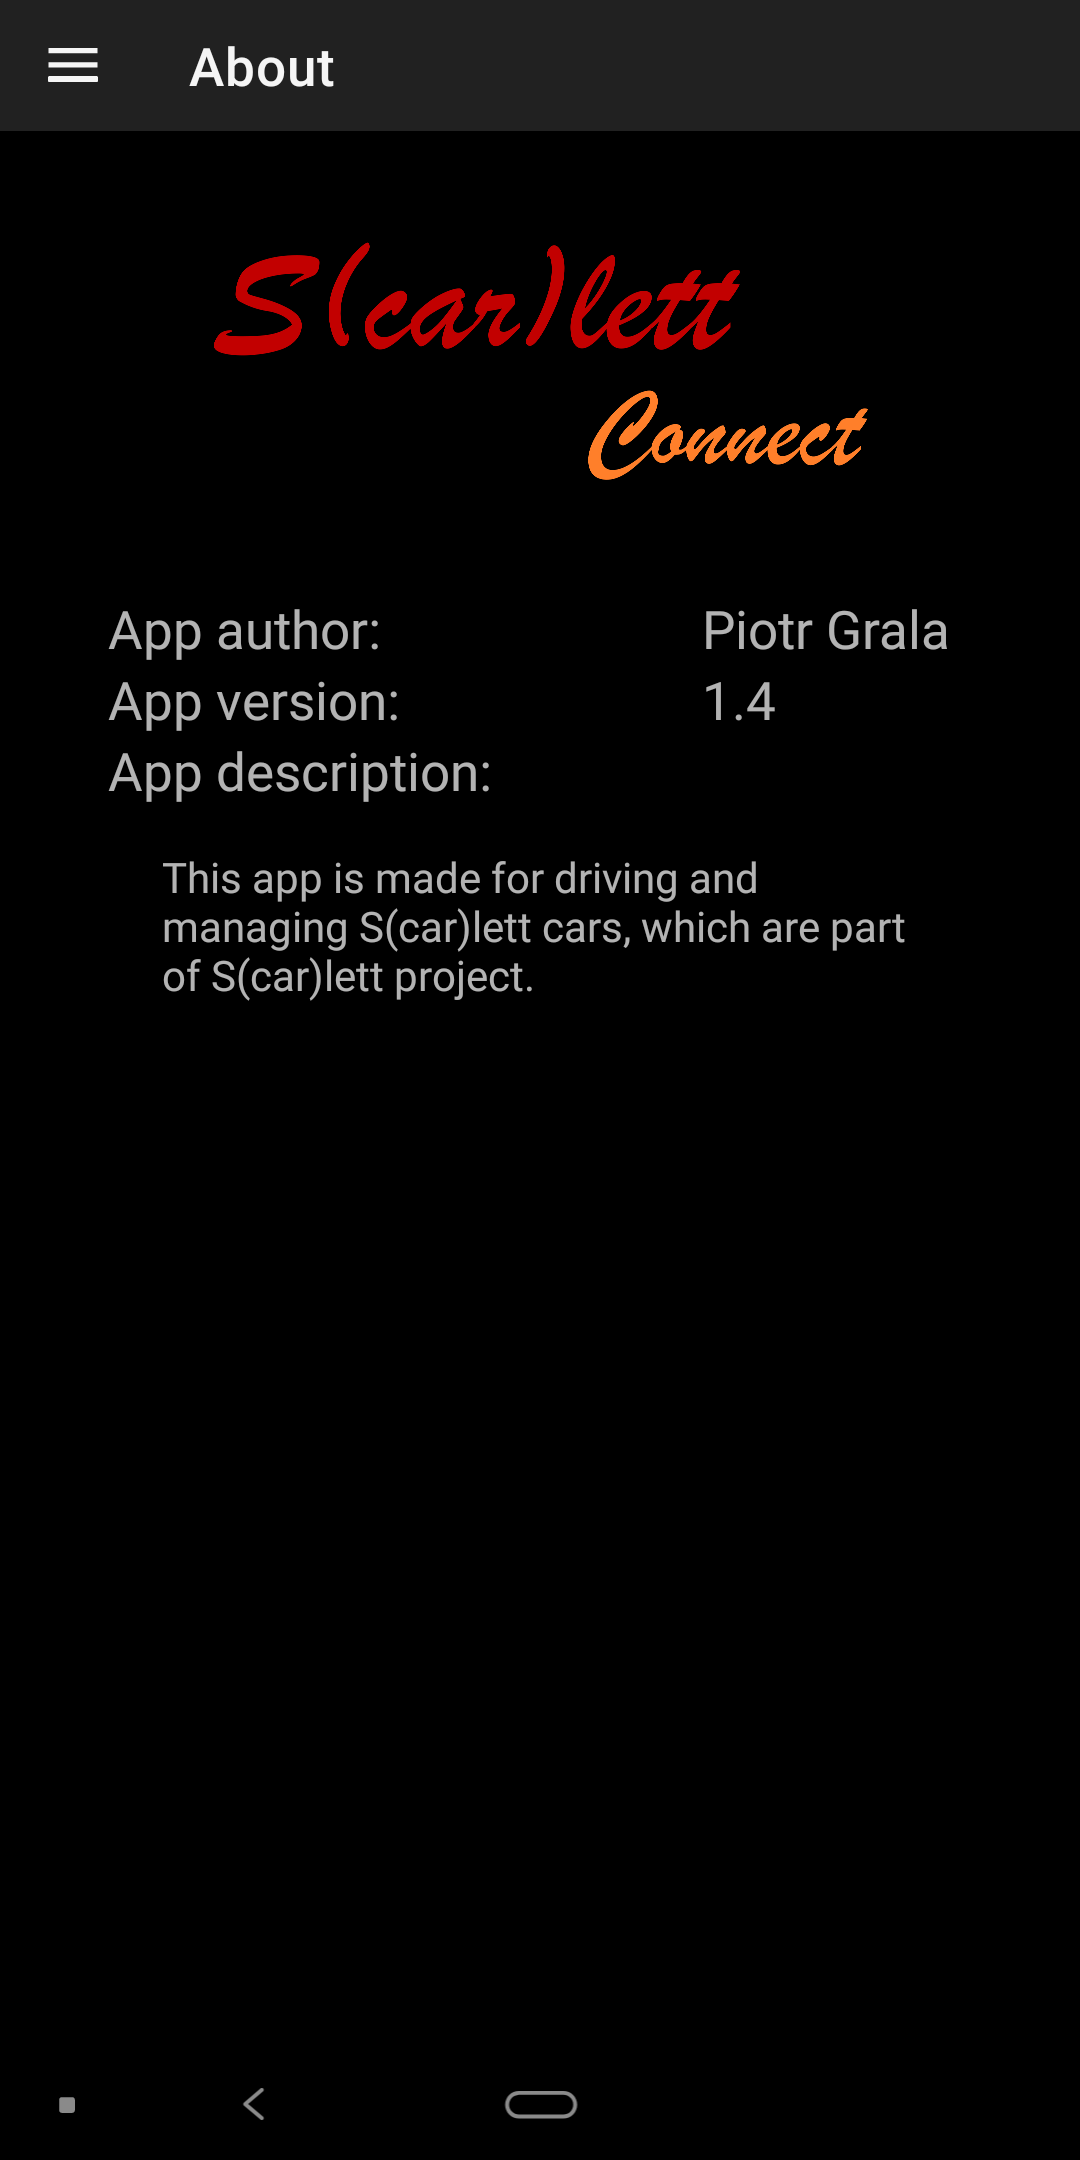 About
S(car)lett
Connect
App author: Piotr Grala
App version: 1.4
App description:
This app is made for driving and
managing S(car)lett cars, which are part
of S(car)lett project.